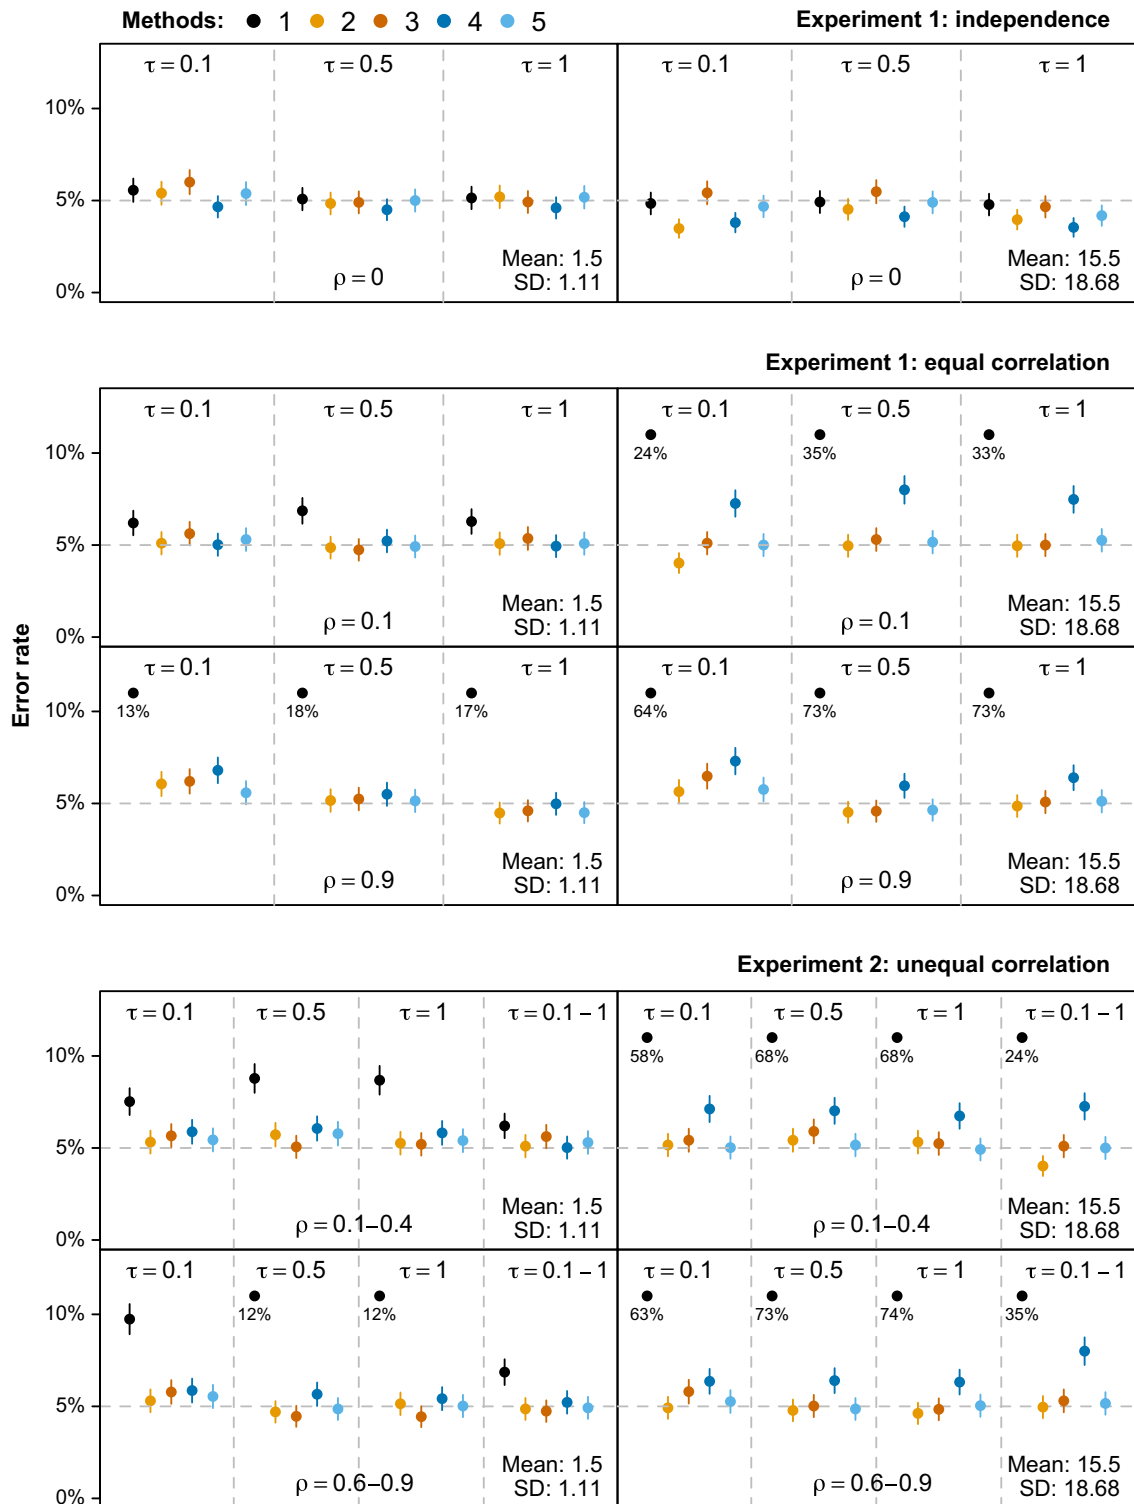 Methods: 1 2 3 4 5 Experiment 1: independence
τ = 0.1 τ = 0.5 τ = 1 τ = 0.1 τ = 0.5 τ = 1
10%
5%
Mean: 1.5 Mean: 15.5
0% ρ = 0 SD: 1.11 ρ = 0 SD: 18.68
Experiment 1: equal correlation
τ = 0.1 τ = 0.5 τ = 1 τ = 0.1 τ = 0.5 τ = 1
10% 24% 35% 33%
5%
Mean: 1.5 Mean: 15.5
0% ρ = 0.1 SD: 1.11 ρ = 0.1 SD: 18.68
Error rate
τ = 0.1 τ = 0.5 τ = 1 τ = 0.1 τ = 0.5 τ = 1
10% 13% 18% 17% 64% 73% 73%
5%
Mean: 1.5 Mean: 15.5
0% ρ = 0.9 SD: 1.11 ρ = 0.9 SD: 18.68
Experiment 2: unequal correlation
τ = 0.1 τ = 0.5 τ = 1 τ = 0.1 – 1 τ = 0.1 τ = 0.5 τ = 1 τ = 0.1 – 1
10% 58% 68% 68% 24%
5%
Mean: 1.5 Mean: 15.5
0% ρ = 0.1–0.4 SD: 1.11 ρ = 0.1–0.4 SD: 18.68
τ = 0.1 τ = 0.5 τ = 1 τ = 0.1 – 1 τ = 0.1 τ = 0.5 τ = 1 τ = 0.1 – 1
10% 12% 12% 63% 73% 74% 35%
5%
Mean: 1.5 Mean: 15.5
0% ρ = 0.6–0.9 SD: 1.11 ρ = 0.6–0.9 SD: 18.68